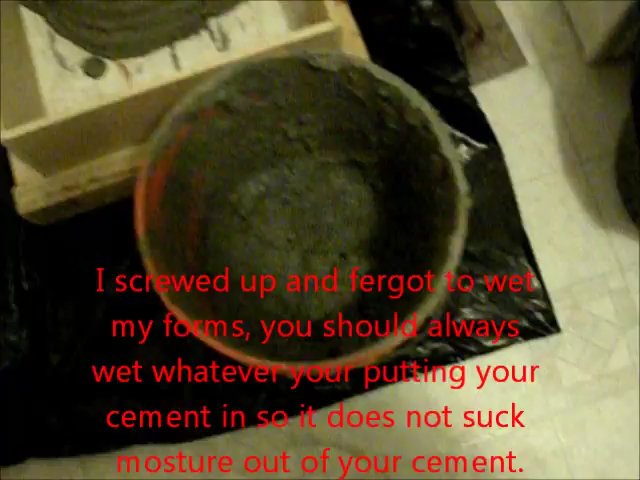 I screwed up and fergot to wet
my forms, you should always
wet whatever your putting your
cement in so it does not suck
mosture out of your cement.